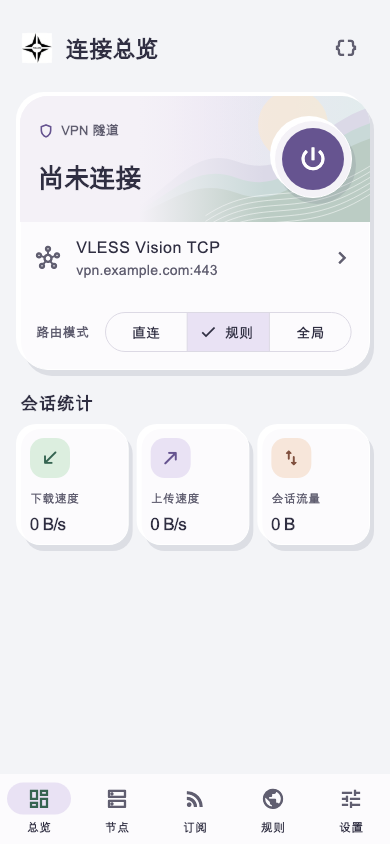 连接总览
VPN 隧道
尚未连接
VLESS Vision TCP
vpn.example.com:443
路由模式
直连
规则
全局
会话统计
下载速度
上传速度
会话流量
0 B/s
0 B/s
0 B
总览
节点
订阅
规则
设置